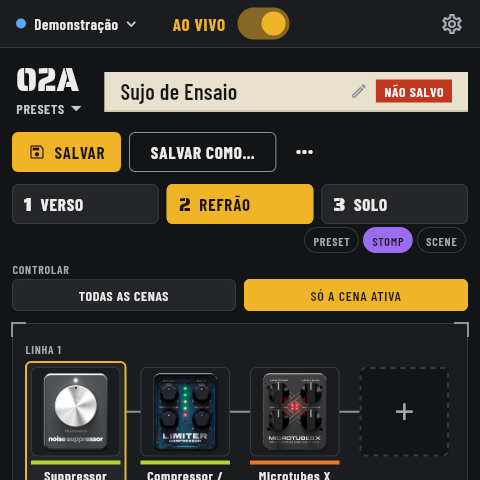 Demonstração
AO VIVO
02A
PRESETS
Sujo de Ensaio
NÃO SALVO
SALVAR
SALVAR COMO...
1 VERSO
2 REFRÃO
3 SOLO
PRESET
STOMP
SCENE
CONTROLAR
TODAS AS CENAS
SÓ A CENA ATIVA
LINHA 1
noise suppressor
LIMITER
COMPRESSOR
MICROTUBES X
Suppressor
Compressor /
Microtubes X